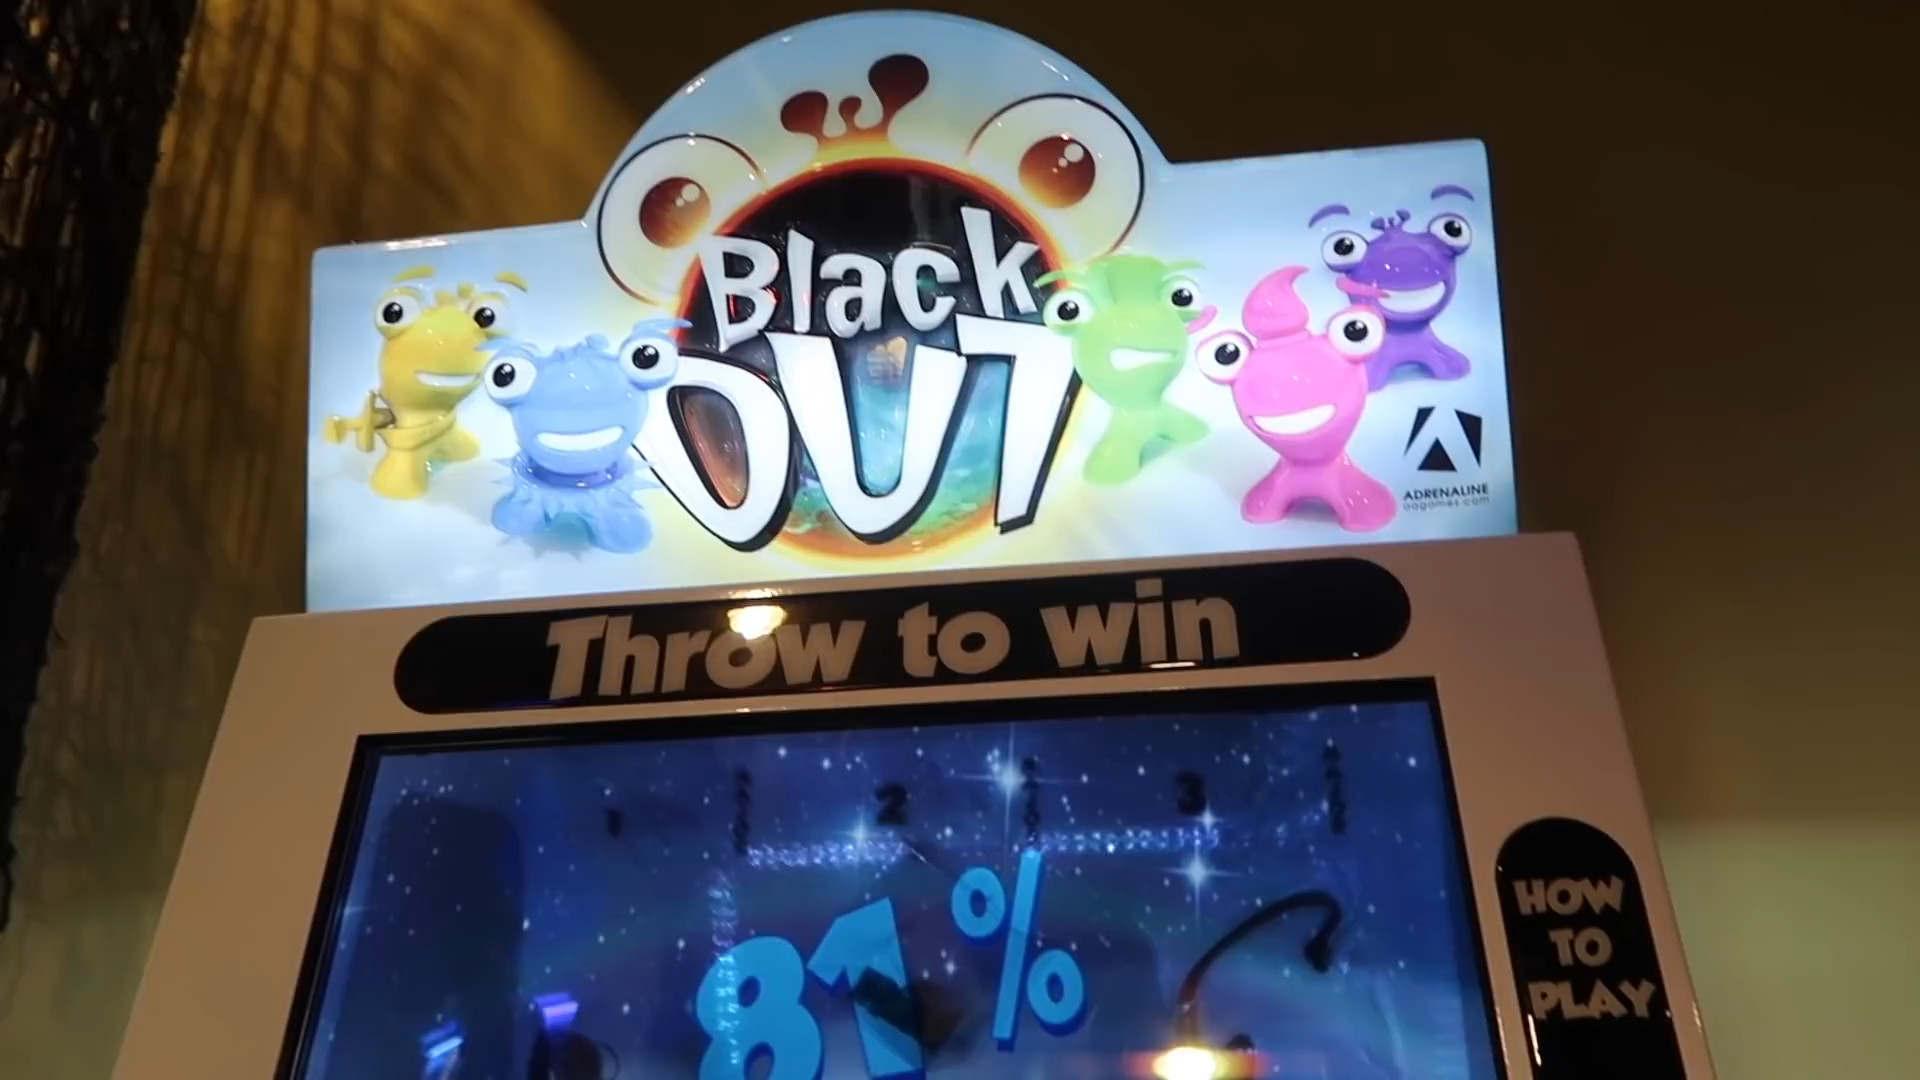 Black
OUT
ADRENALINE
aagames.com
Throw to win
1 2 3
81%
HOW
TO
PLAY